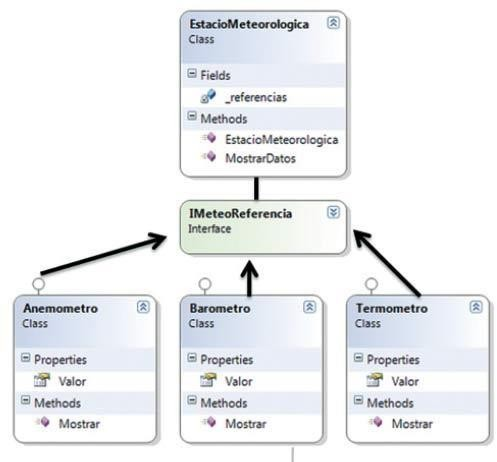 EstacioMeteorologica
Class
Fields
_referencias
Methods
EstacioMeteorologica
MostrarDatos
IMeteoReferencia
Interface
Anemometro
Class
Properties
Valor
Methods
Mostrar
Barometro
Class
Properties
Valor
Methods
Mostrar
Termometro
Class
Properties
Valor
Methods
Mostrar